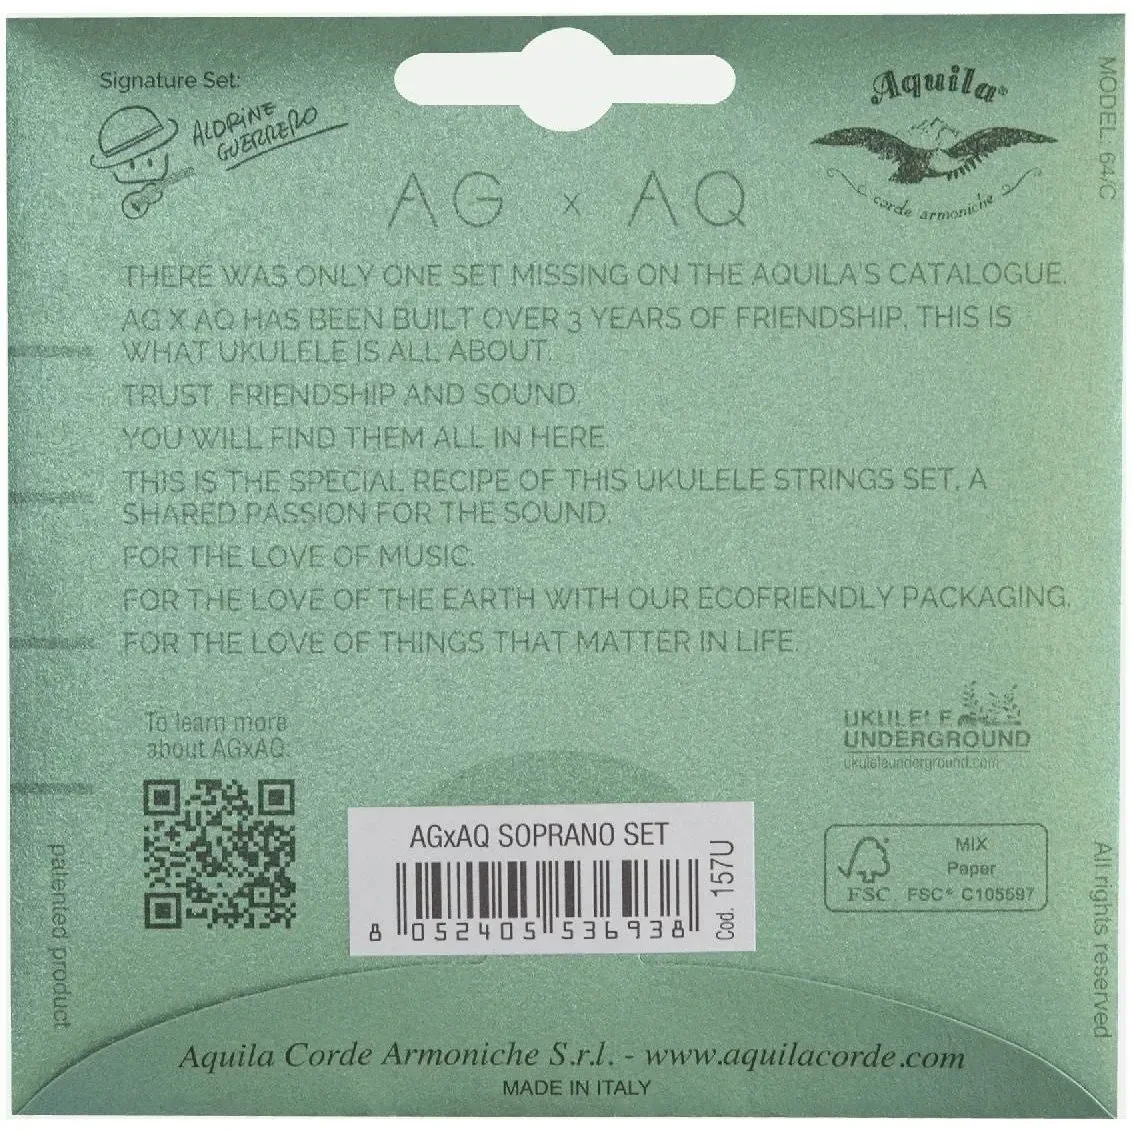 Signature Set:
ALDRINE
GUERRERO
Aquila®
corde armoniche
MODEL. 64/C
AG x AQ
THERE WAS ONLY ONE SET MISSING ON THE AQUILA'S CATALOGUE.
AG X AQ HAS BEEN BUILT OVER 3 YEARS OF FRIENDSHIP, THIS IS
WHAT UKULELE IS ALL ABOUT.
TRUST, FRIENDSHIP AND SOUND.
YOU WILL FIND THEM ALL IN HERE.
THIS IS THE SPECIAL RECIPE OF THIS UKULELE STRINGS SET, A
SHARED PASSION FOR THE SOUND.
FOR THE LOVE OF MUSIC.
FOR THE LOVE OF THE EARTH WITH OUR ECOFRIENDLY PACKAGING.
FOR THE LOVE OF THINGS THAT MATTER IN LIFE.
To learn more
about AGxAQ:
UKULELE
UNDERGROUND
ukuleleunderground.com
AGxAQ SOPRANO SET
8 052405 536938
Cod. 157U
MIX
Paper
FSC
FSC® C105597
patented product
All rights reserved
Aquila Corde Armoniche S.r.l. - www.aquilacorde.com
MADE IN ITALY